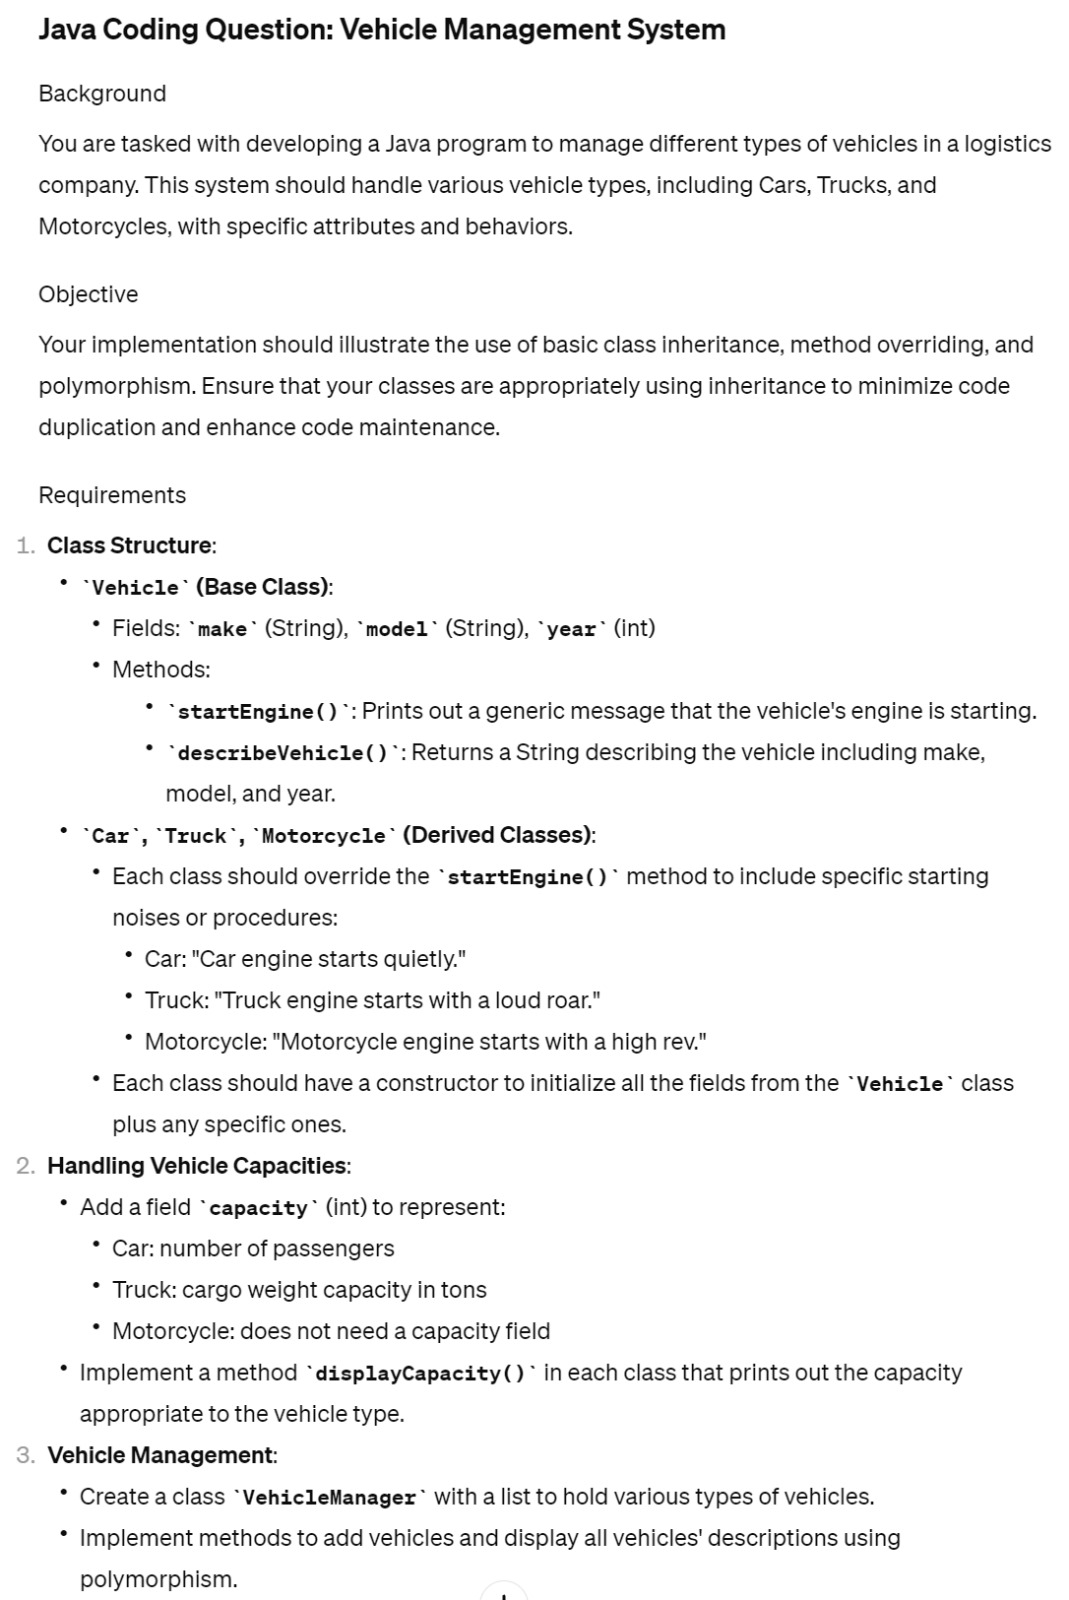 Java Coding Question: Vehicle Management System
Background
You are tasked with developing a Java program to manage different types of vehicles in a logistics
company. This system should handle various vehicle types, including Cars, Trucks, and
Motorcycles, with specific attributes and behaviors.
Objective
Your implementation should illustrate the use of basic class inheritance, method overriding, and
polymorphism. Ensure that your classes are appropriately using inheritance to minimize code
duplication and enhance code maintenance.
Requirements
1. Class Structure:
• `Vehicle` (Base Class):
• Fields: `make` (String), `model` (String), `year` (int)
• Methods:
• `startEngine()`: Prints out a generic message that the vehicle's engine is starting.
• `describeVehicle()`: Returns a String describing the vehicle including make,
model, and year.
• `Car`, `Truck`, `Motorcycle` (Derived Classes):
• Each class should override the `startEngine()` method to include specific starting
noises or procedures:
• Car: "Car engine starts quietly."
• Truck: "Truck engine starts with a loud roar."
• Motorcycle: "Motorcycle engine starts with a high rev."
• Each class should have a constructor to initialize all the fields from the `Vehicle` class
plus any specific ones.
2. Handling Vehicle Capacities:
• Add a field `capacity` (int) to represent:
• Car: number of passengers
• Truck: cargo weight capacity in tons
• Motorcycle: does not need a capacity field
• Implement a method `displayCapacity()` in each class that prints out the capacity
appropriate to the vehicle type.
3. Vehicle Management:
• Create a class `VehicleManager` with a list to hold various types of vehicles.
• Implement methods to add vehicles and display all vehicles' descriptions using
polymorphism.